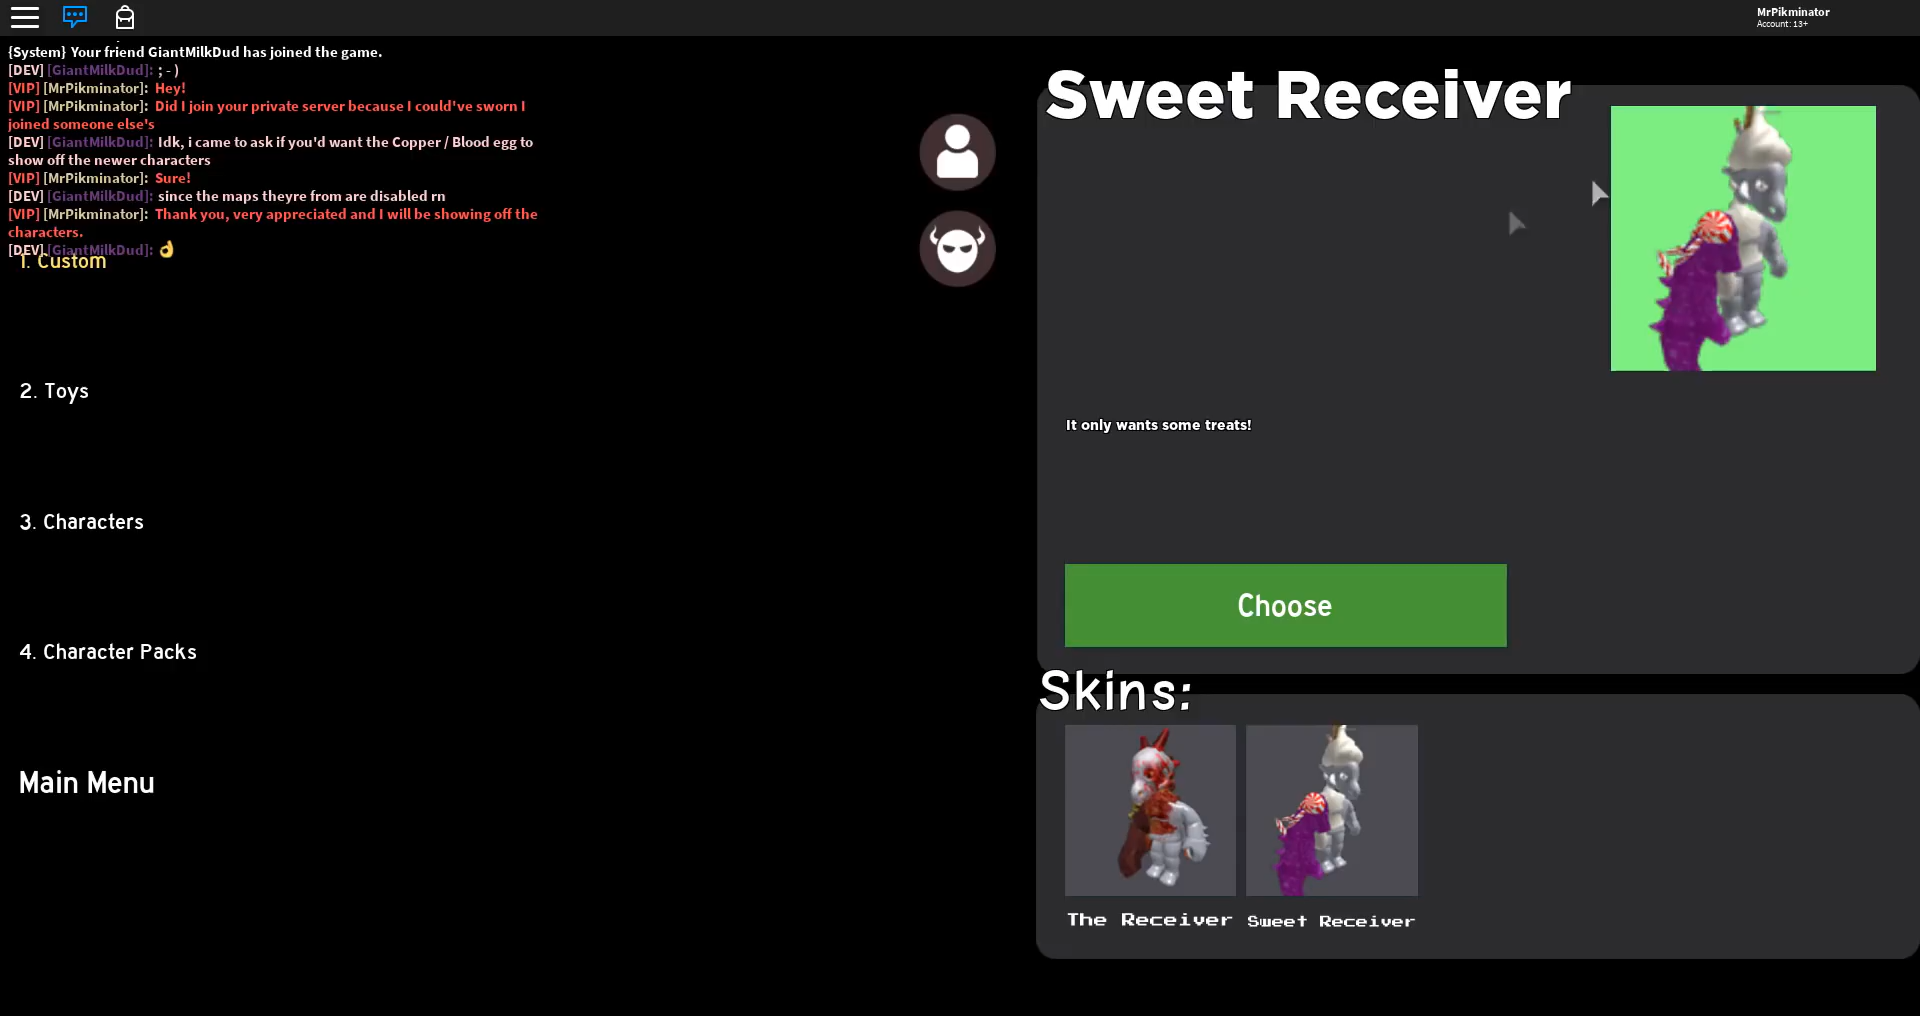 MrPikminator
Account: 13+
{System} Your friend GiantMilkDud has joined the game.
[DEV] [GiantMilkDud]: ; - )
[VIP] [MrPikminator]: Hey!
[VIP] [MrPikminator]: Did I join your private server because I could've sworn I
joined someone else's
[DEV] [GiantMilkDud]: Idk, i came to ask if you'd want the Copper / Blood egg to
show off the newer characters
[VIP] [MrPikminator]: Sure!
[DEV] [GiantMilkDud]: since the maps theyre from are disabled rn
[VIP] [MrPikminator]: Thank you, very appreciated and I will be showing off the
characters.
[DEV] [GiantMilkDud]: 👌
1. Custom
2. Toys
3. Characters
4. Character Packs
Main Menu
Sweet Receiver
It only wants some treats!
Choose
Skins:
The Receiver
Sweet Receiver